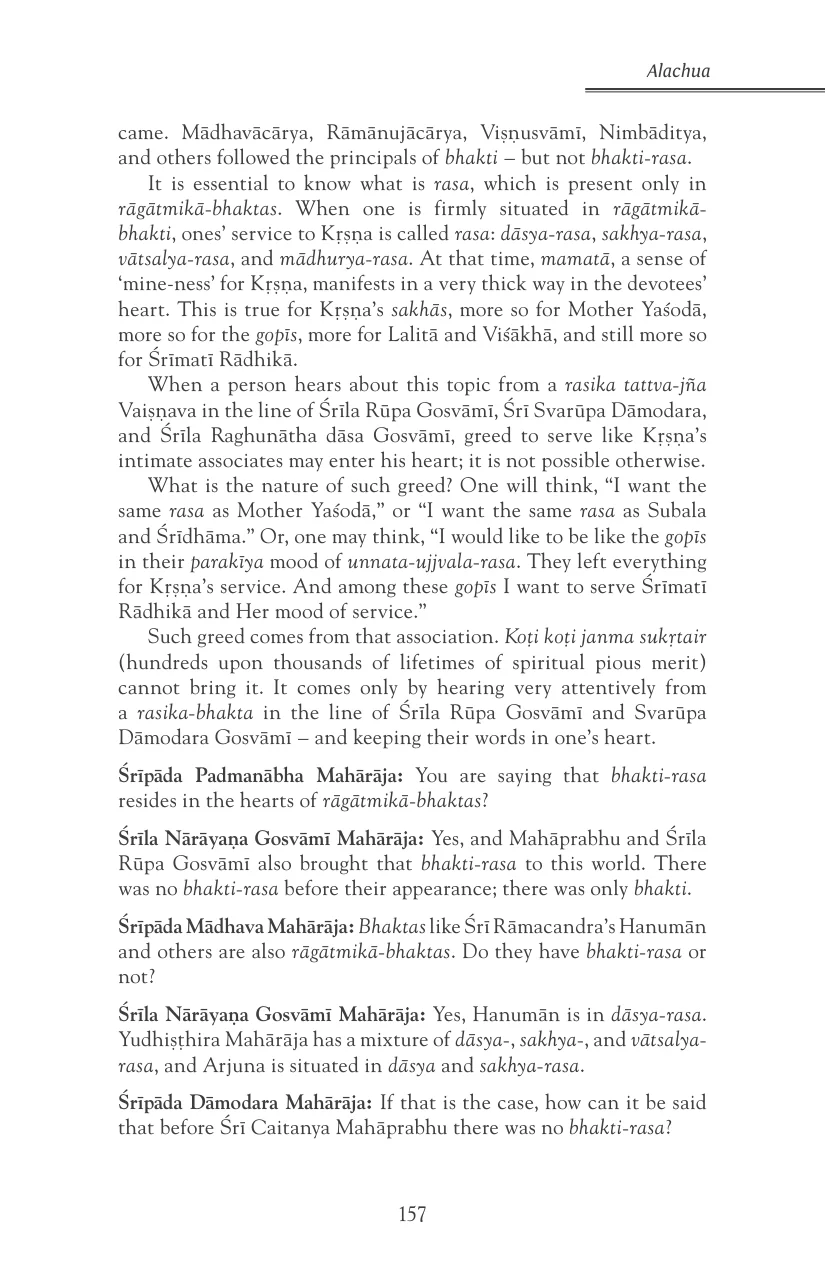 Alachua
came. Mādhavācārya, Rāmānujācārya, Viṣṇusvāmī, Nimbāditya,
and others followed the principals of bhakti – but not bhakti-rasa.
It is essential to know what is rasa, which is present only in
rāgātmikā-bhaktas. When one is firmly situated in rāgātmikā-
bhakti, ones’ service to Kṛṣṇa is called rasa: dāsya-rasa, sakhya-rasa,
vātsalya-rasa, and mādhurya-rasa. At that time, mamatā, a sense of
‘mine-ness’ for Kṛṣṇa, manifests in a very thick way in the devotees’
heart. This is true for Kṛṣṇa’s sakhās, more so for Mother Yaśodā,
more so for the gopīs, more for Lalitā and Viśākhā, and still more so
for Śrīmatī Rādhikā.
When a person hears about this topic from a rasika tattva-jña
Vaiṣṇava in the line of Śrīla Rūpa Gosvāmī, Śrī Svarūpa Dāmodara,
and Śrīla Raghunātha dāsa Gosvāmī, greed to serve like Kṛṣṇa’s
intimate associates may enter his heart; it is not possible otherwise.
What is the nature of such greed? One will think, “I want the
same rasa as Mother Yaśodā,” or “I want the same rasa as Subala
and Śrīdhāma.” Or, one may think, “I would like to be like the gopīs
in their parakīya mood of unnata-ujjvala-rasa. They left everything
for Kṛṣṇa’s service. And among these gopīs I want to serve Śrīmatī
Rādhikā and Her mood of service.”
Such greed comes from that association. Koṭi koṭi janma sukṛtair
(hundreds upon thousands of lifetimes of spiritual pious merit)
cannot bring it. It comes only by hearing very attentively from
a rasika-bhakta in the line of Śrīla Rūpa Gosvāmī and Svarūpa
Dāmodara Gosvāmī – and keeping their words in one’s heart.
Śrīpāda Padmanābha Mahārāja: You are saying that bhakti-rasa
resides in the hearts of rāgātmikā-bhaktas?
Śrīla Nārāyaṇa Gosvāmī Mahārāja: Yes, and Mahāprabhu and Śrīla
Rūpa Gosvāmī also brought that bhakti-rasa to this world. There
was no bhakti-rasa before their appearance; there was only bhakti.
Śrīpāda Mādhava Mahārāja: Bhaktas like Śrī Rāmacandra’s Hanumān
and others are also rāgātmikā-bhaktas. Do they have bhakti-rasa or
not?
Śrīla Nārāyaṇa Gosvāmī Mahārāja: Yes, Hanumān is in dāsya-rasa.
Yudhiṣṭhira Mahārāja has a mixture of dāsya-, sakhya-, and vātsalya-
rasa, and Arjuna is situated in dāsya and sakhya-rasa.
Śrīpāda Dāmodara Mahārāja: If that is the case, how can it be said
that before Śrī Caitanya Mahāprabhu there was no bhakti-rasa?
157